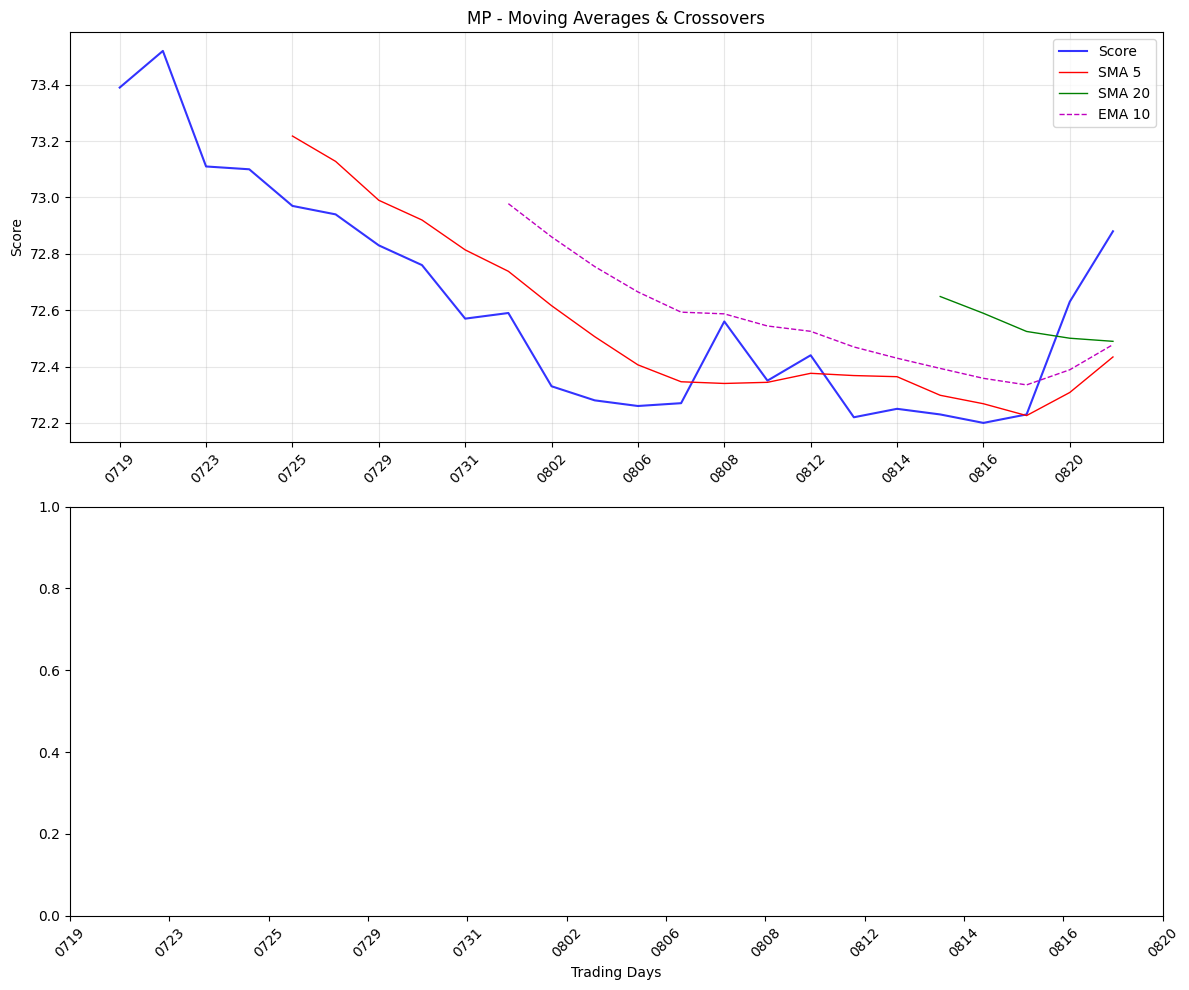 MP - Moving Averages & Crossovers
Score
73.4
73.2
73.0
72.8
72.6
72.4
72.2
Score
SMA 5
SMA 20
EMA 10
0719 0723 0725 0729 0731 0802 0806 0808 0812 0814 0816 0820
1.0
0.8
0.6
0.4
0.2
0.0
0719 0723 0725 0729 0731 0802 0806 0808 0812 0814 0816 0820
Trading Days